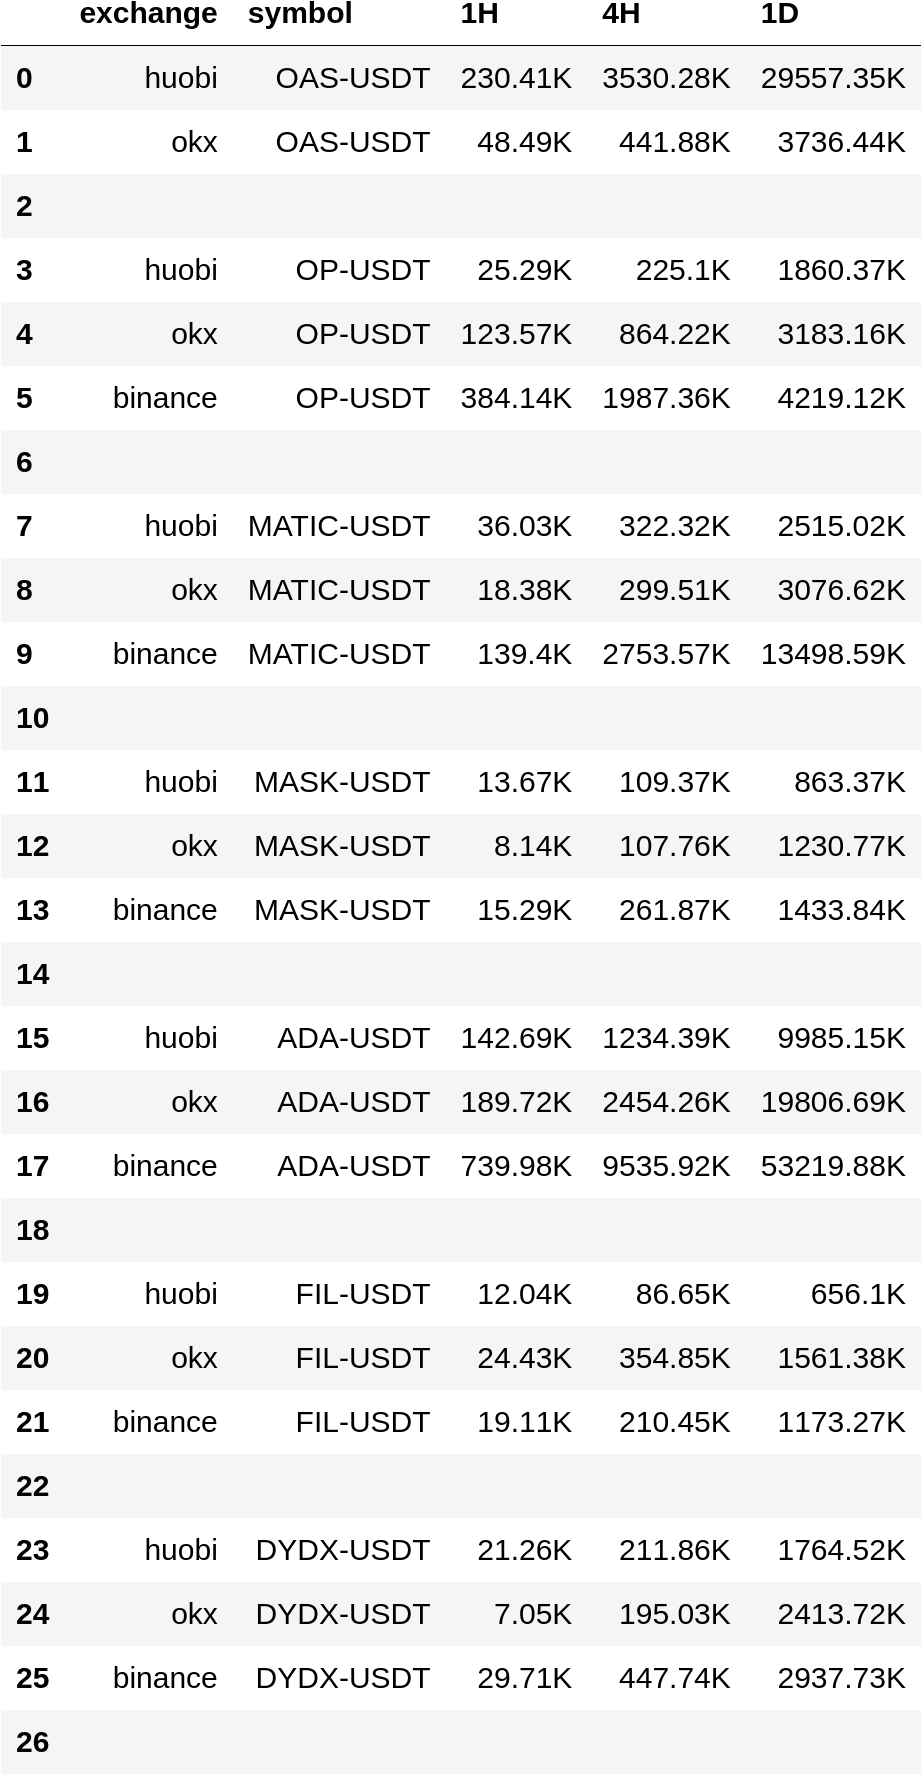 exchange symbol 1H 4H 1D
0 huobi OAS-USDT 230.41K 3530.28K 29557.35K
1 okx OAS-USDT 48.49K 441.88K 3736.44K
2
3 huobi OP-USDT 25.29K 225.1K 1860.37K
4 okx OP-USDT 123.57K 864.22K 3183.16K
5 binance OP-USDT 384.14K 1987.36K 4219.12K
6
7 huobi MATIC-USDT 36.03K 322.32K 2515.02K
8 okx MATIC-USDT 18.38K 299.51K 3076.62K
9 binance MATIC-USDT 139.4K 2753.57K 13498.59K
10
11 huobi MASK-USDT 13.67K 109.37K 863.37K
12 okx MASK-USDT 8.14K 107.76K 1230.77K
13 binance MASK-USDT 15.29K 261.87K 1433.84K
14
15 huobi ADA-USDT 142.69K 1234.39K 9985.15K
16 okx ADA-USDT 189.72K 2454.26K 19806.69K
17 binance ADA-USDT 739.98K 9535.92K 53219.88K
18
19 huobi FIL-USDT 12.04K 86.65K 656.1K
20 okx FIL-USDT 24.43K 354.85K 1561.38K
21 binance FIL-USDT 19.11K 210.45K 1173.27K
22
23 huobi DYDX-USDT 21.26K 211.86K 1764.52K
24 okx DYDX-USDT 7.05K 195.03K 2413.72K
25 binance DYDX-USDT 29.71K 447.74K 2937.73K
26